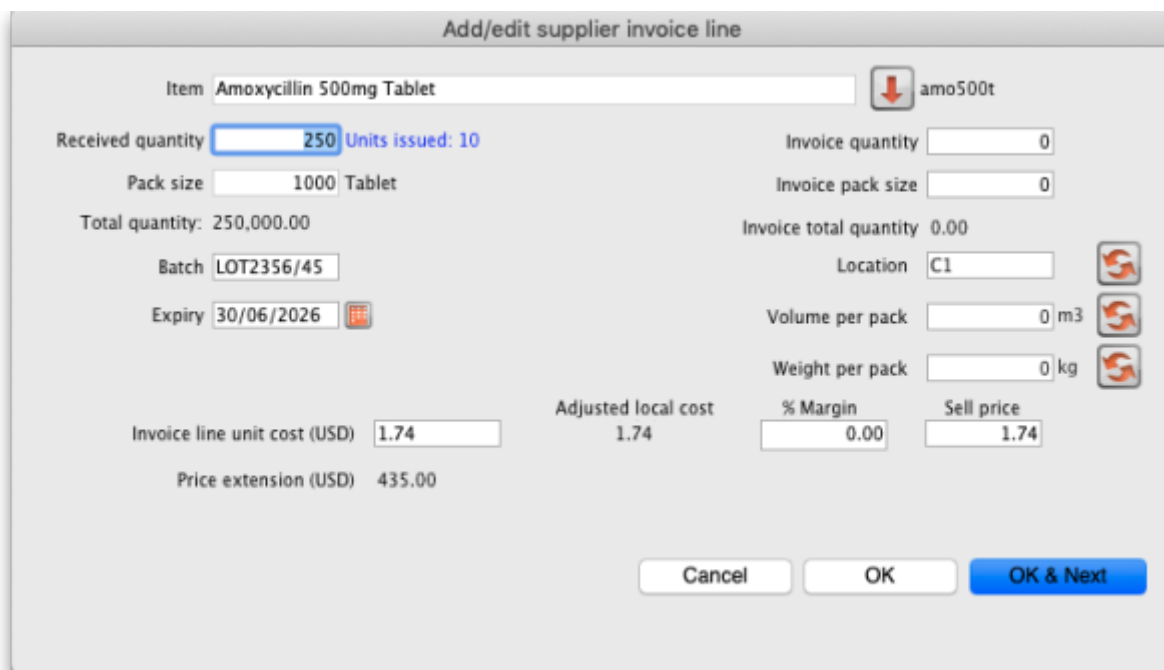 Add/edit supplier invoice line
Item Amoxycillin 500mg Tablet amo500t
Received quantity 250 Units issued: 10 Invoice quantity 0
Pack size 1000 Tablet Invoice pack size 0
Total quantity: 250,000.00 Invoice total quantity 0.00
Batch LOT2356/45 Location C1
Expiry 30/06/2026 Volume per pack 0 m3
Weight per pack 0 kg
Adjusted local cost % Margin Sell price
Invoice line unit cost (USD) 1.74 1.74 0.00 1.74
Price extension (USD) 435.00
Cancel OK OK & Next